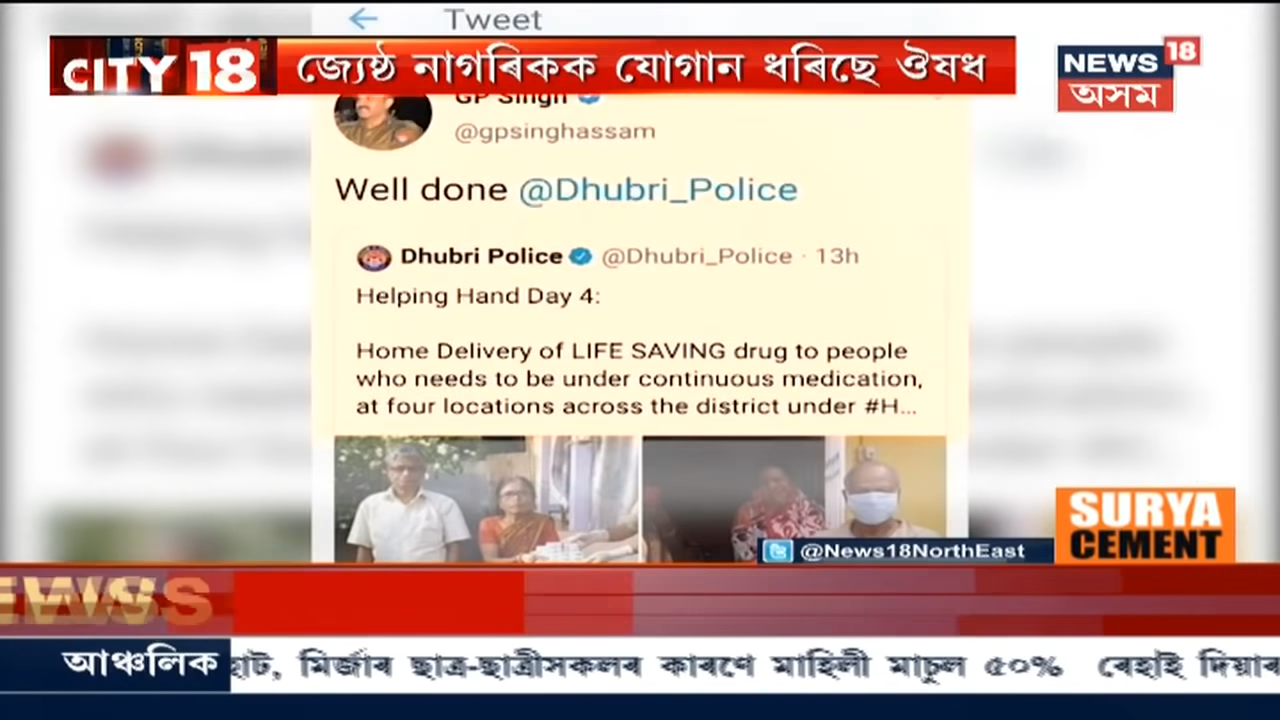 Tweet
CITY 18
জ্যেষ্ঠ নাগৰিকক যোগান ধৰিছে ঔষধ
NEWS 18
অসম
GP Singh
@gpsinghassam
Well done @Dhubri_Police
Dhubri Police @Dhubri_Police · 13h
Helping Hand Day 4:
Home Delivery of LIFE SAVING drug to people
who needs to be under continuous medication,
at four locations across the district under #H...
@News18NorthEast
SURYA
CEMENT
আঞ্চলিক
মিৰ্জাৰ ছাত্ৰ-ছাত্ৰীসকলৰ কাৰণে মাহিলী মাচুল ৫০% ৰেহাই